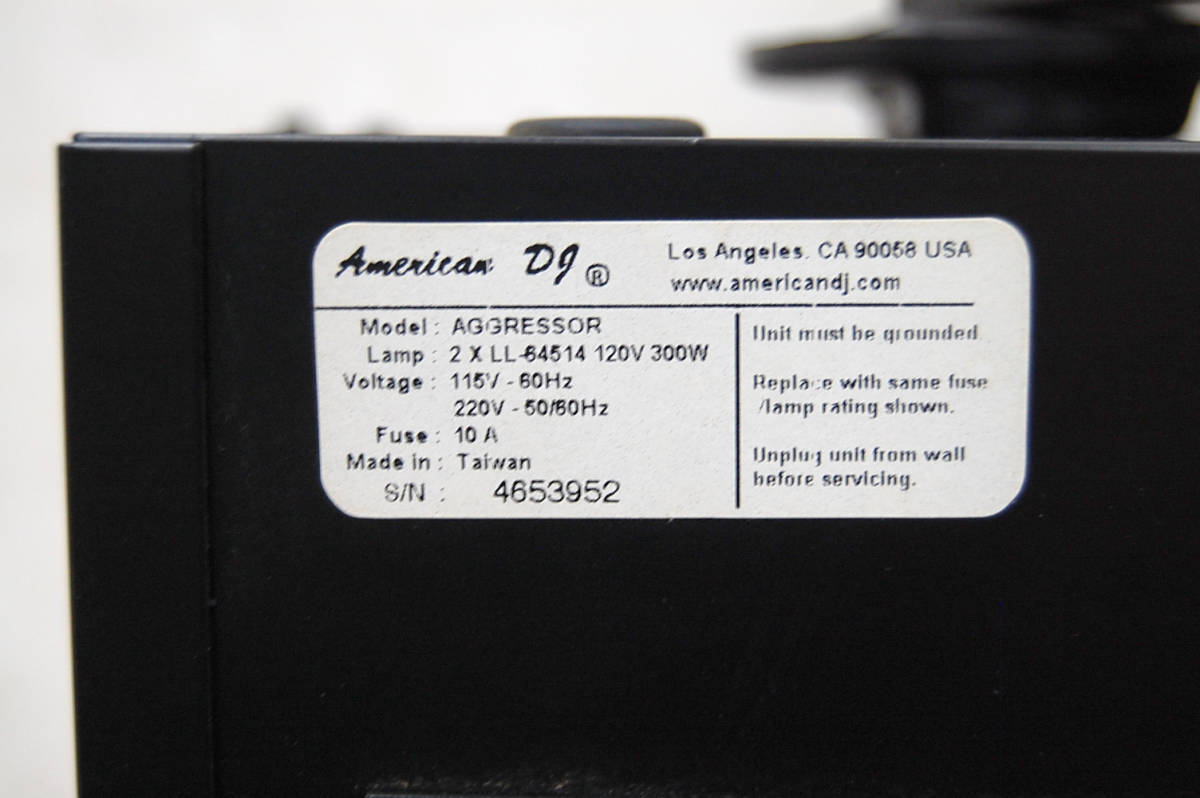 American DJ ®
Los Angeles, CA 90058 USA
www.americandj.com
Model : AGGRESSOR
Lamp : 2 X LL-64514 120V 300W
Voltage : 115V - 60Hz
220V - 50/60Hz
Fuse : 10 A
Made in : Taiwan
S/N : 4653952
Unit must be grounded.
Replace with same fuse
/lamp rating shown.
Unplug unit from wall
before servicing.